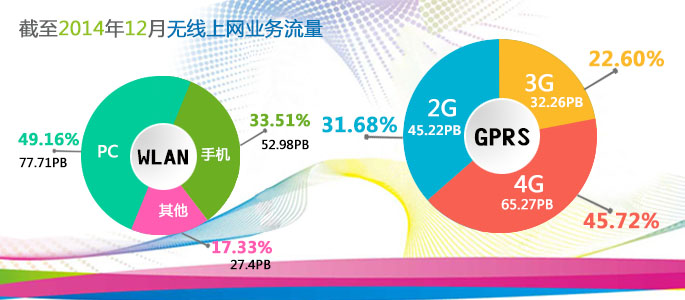 截至2014年12月无线上网业务流量
49.16%
77.71PB
PC
WLAN
手机
33.51%
52.98PB
其他
17.33%
27.4PB
31.68%
2G
45.22PB
GPRS
3G
32.26PB
22.60%
4G
65.27PB
45.72%